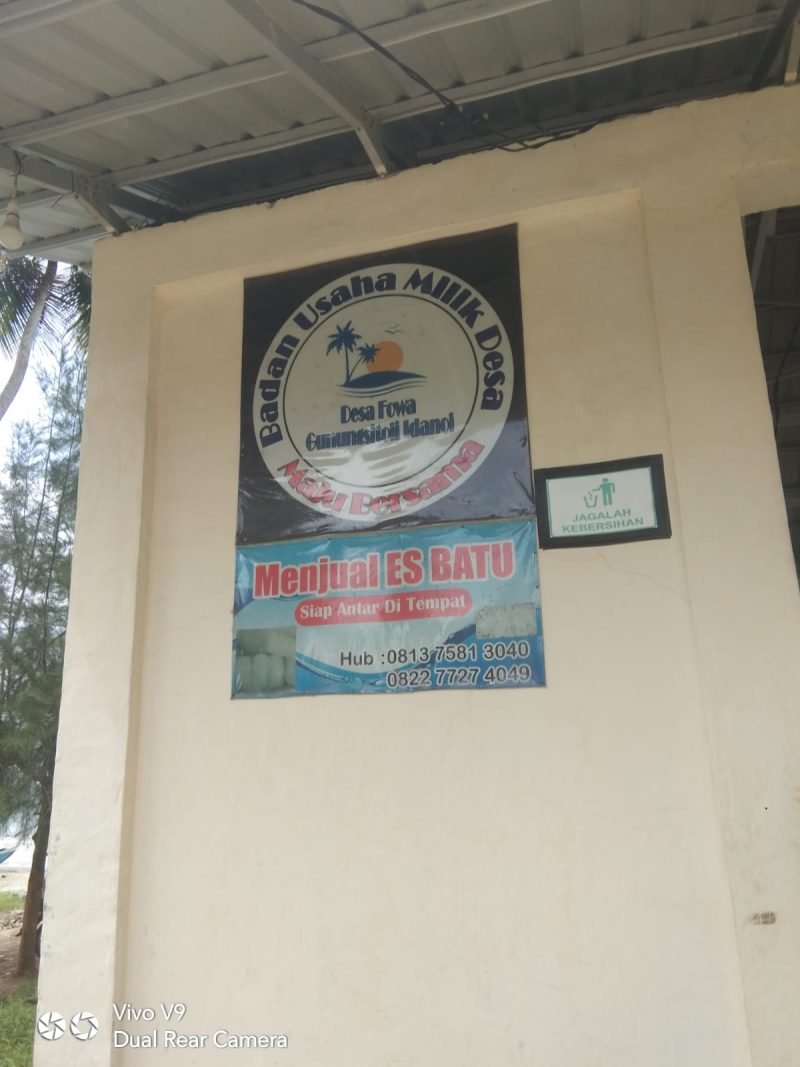 Badan Usaha Milik Desa
Desa Fowa
Gunungsitoli Idanoi
Maju Bersama
JAGALAH
KEBERSIHAN
Menjual ES BATU
Siap Antar Di Tempat
Hub :0813 7581 3040
0822 7727 4049
Vivo V9
Dual Rear Camera